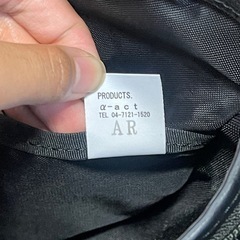 PRODUCTS.
α-act
TEL 04-7121-1520
AR